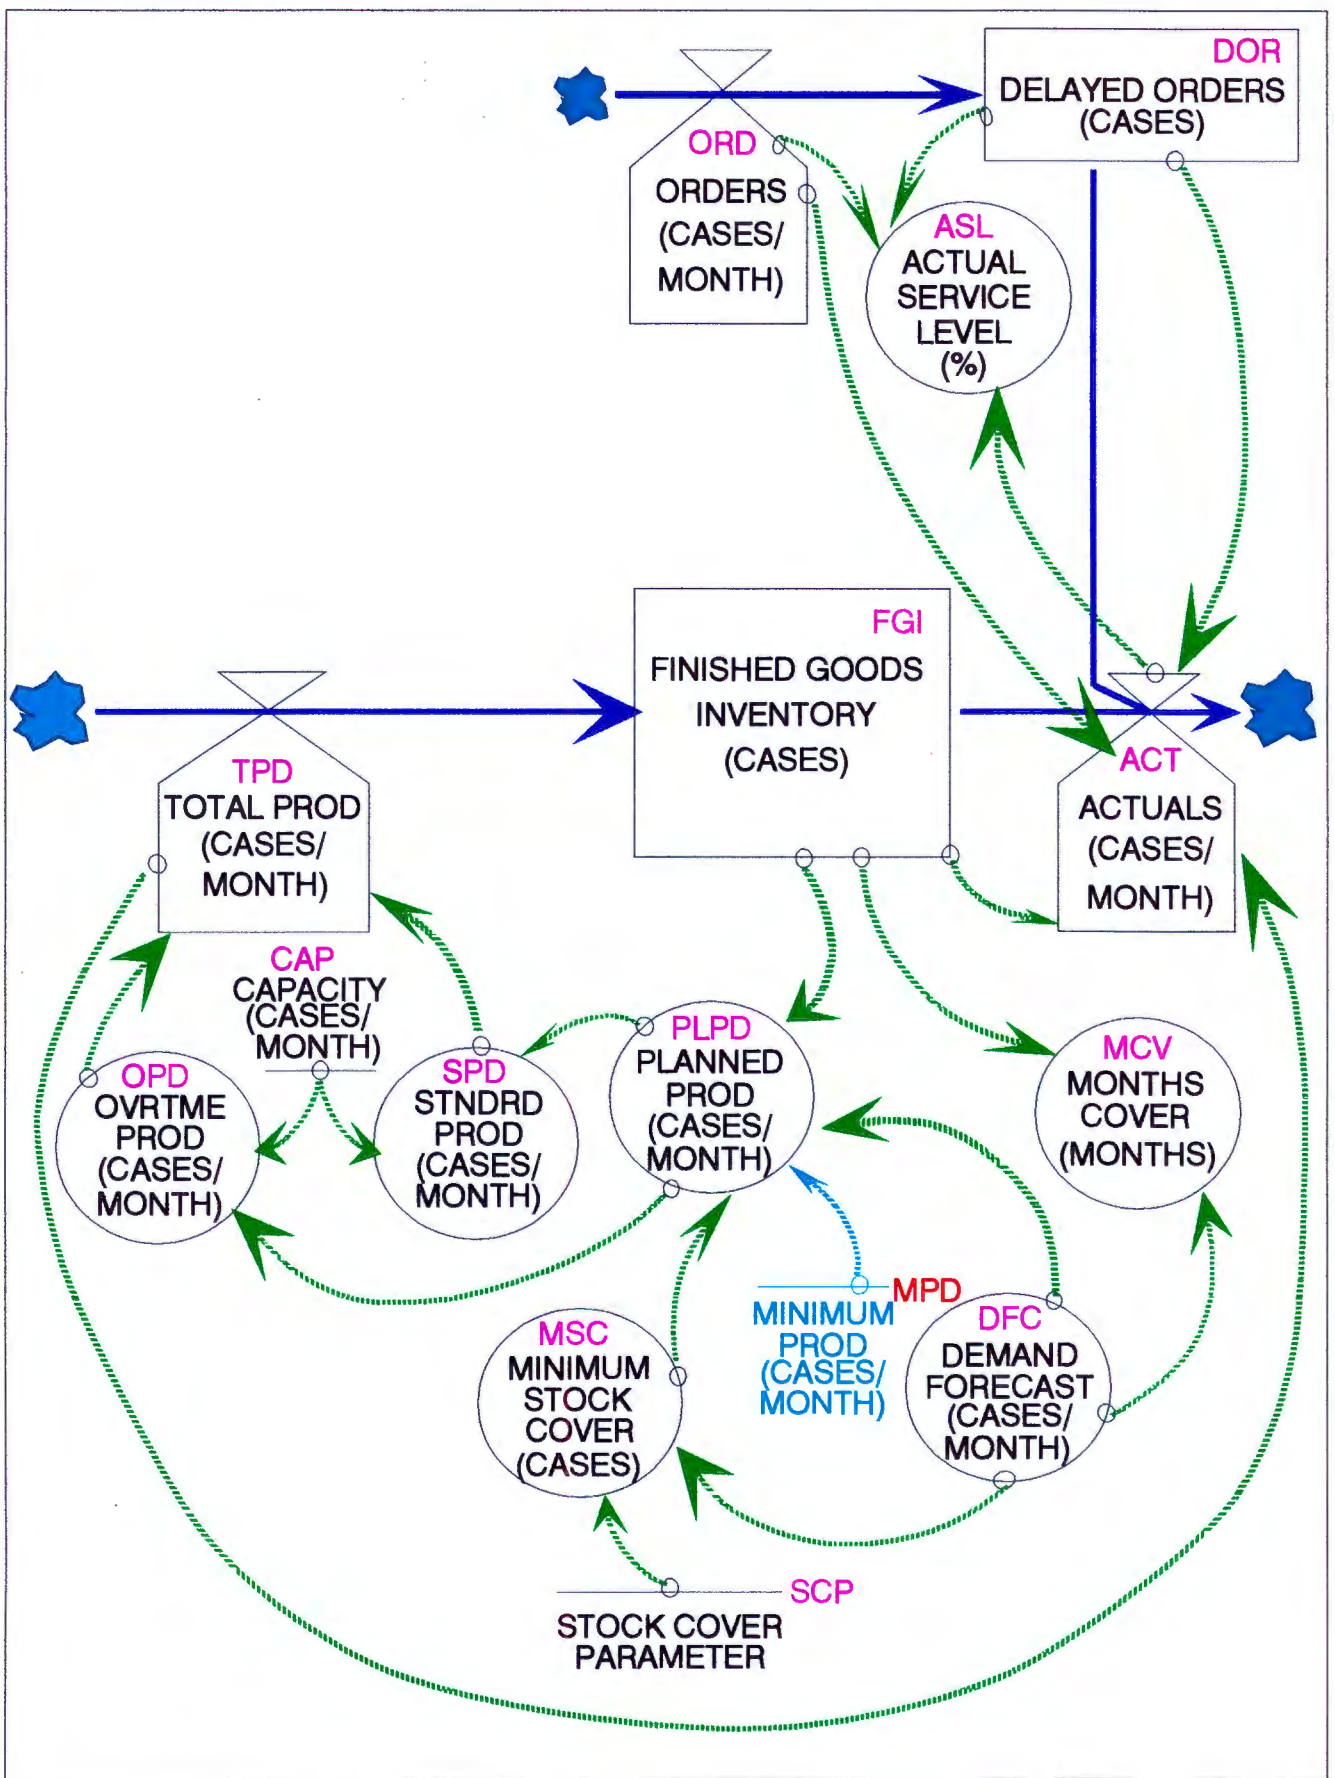 DOR
DELAYED ORDERS
(CASES)
ORD
ORDERS
(CASES/
MONTH)
ASL
ACTUAL
SERVICE
LEVEL
(%)
FGI
FINISHED GOODS
INVENTORY
(CASES)
TPD
TOTAL PROD
(CASES/
MONTH)
ACT
ACTUALS
(CASES/
MONTH)
CAP
CAPACITY
(CASES/
MONTH)
OPD
OVRTME
PROD
(CASES/
MONTH)
SPD
STNDRD
PROD
(CASES/
MONTH)
PLPD
PLANNED
PROD
(CASES/
MONTH)
MCV
MONTHS
COVER
(MONTHS)
MPD
MINIMUM
PROD
(CASES/
MONTH)
MSC
MINIMUM
STOCK
COVER
(CASES)
DFC
DEMAND
FORECAST
(CASES/
MONTH)
SCP
STOCK COVER
PARAMETER